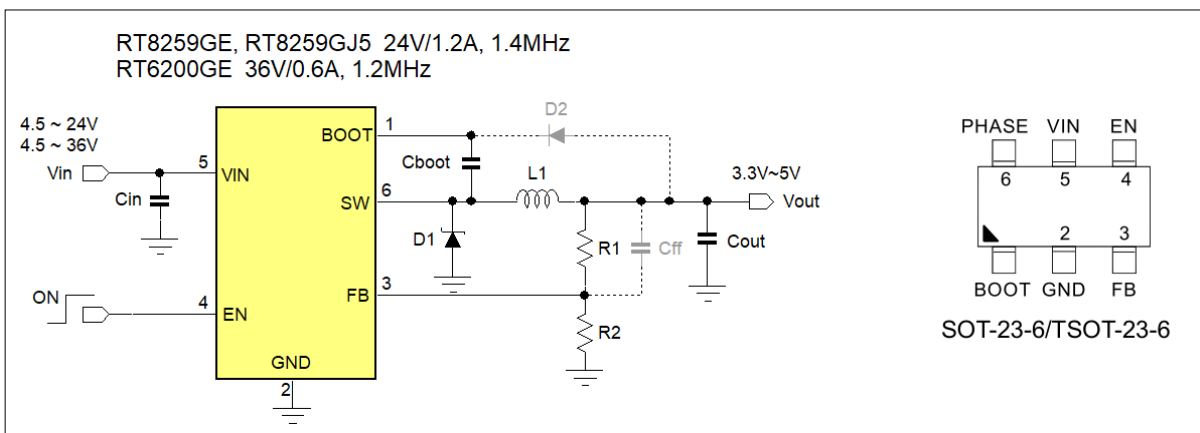 RT8259GE, RT8259GJ5 24V/1.2A, 1.4MHz
RT6200GE 36V/0.6A, 1.2MHz
4.5 ~ 24V
4.5 ~ 36V
Vin
Cin
5
VIN
BOOT
1
D2
Cboot
SW
6
L1
3.3V~5V
Vout
D1
R1
Cff
Cout
FB
3
ON
4
EN
R2
GND
2
PHASE VIN EN
6 5 4
2 3
BOOT GND FB
SOT-23-6/TSOT-23-6